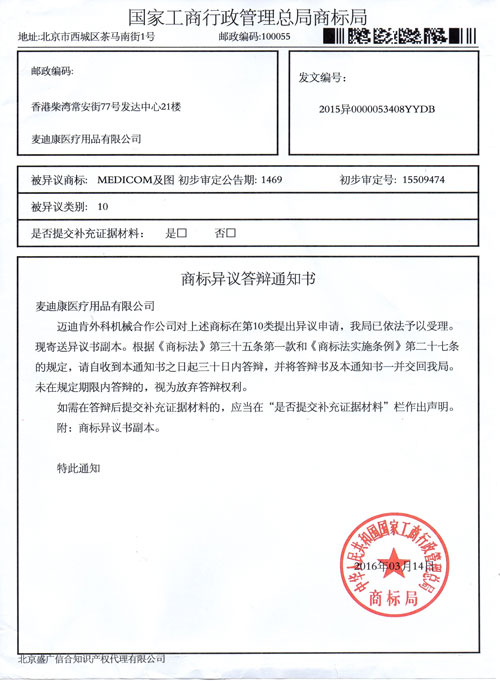 国家工商行政管理总局商标局
地址:北京市西城区茶马南街1号 邮政编码:100055
邮政编码:
香港柴湾常安街77号发达中心21楼
麦迪康医疗用品有限公司
发文编号:
2015异0000053408YYDB
被异议商标: MEDICOM及图 初步审定公告期: 1469 初步审定号: 15509474
被异议类别: 10
是否提交补充证据材料: 是□ 否□
商标异议答辩通知书
麦迪康医疗用品有限公司
迈迪肯外科机械合作公司对上述商标在第10类提出异议申请，我局已依法予以受理。
现寄送异议书副本。根据《商标法》第三十五条第一款和《商标法实施条例》第二十七条
的规定，请自收到本通知书之日起三十日内答辩，并将答辩书及本通知书一并交回我局。
未在规定期限内答辩的，视为放弃答辩权利。
如需在答辩后提交补充证据材料的，应当在“是否提交补充证据材料”栏作出声明。
附: 商标异议书副本。
特此通知
中华人民共和国国家工商行政管理总局
2016年03月14日
商标局
北京盛广信合知识产权代理有限公司